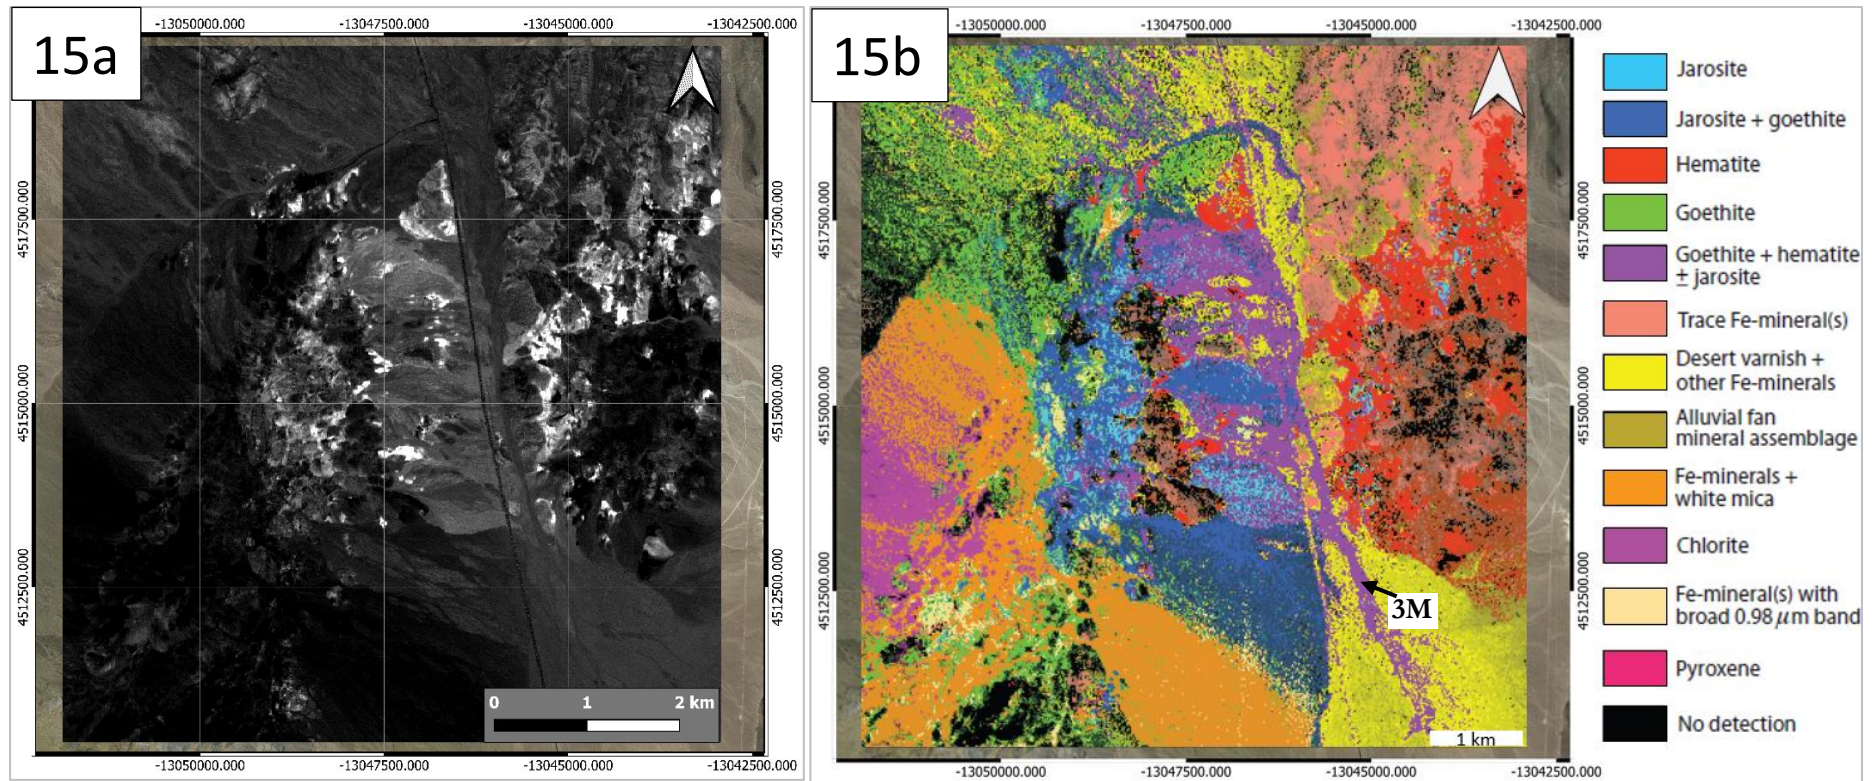 15a
-13050000.000
-13047500.000
-13045000.000
-13042500.000
4517500.000
4515000.000
4512500.000
4517500.000
4515000.000
4512500.000
0 1 2 km
-13050000.000
-13047500.000
-13045000.000
-13042500.000
15b
-13050000.000
-13047500.000
-13045000.000
-13042500.000
4517500.000
4515000.000
4512500.000
4517500.000
4515000.000
4512500.000
3M
1 km
-13050000.000
-13047500.000
-13045000.000
-13042500.000
Jarosite
Jarosite + goethite
Hematite
Goethite
Goethite + hematite
± jarosite
Trace Fe-mineral(s)
Desert varnish +
other Fe-minerals
Alluvial fan
mineral assemblage
Fe-minerals +
white mica
Chlorite
Fe-mineral(s) with
broad 0.98 μm band
Pyroxene
No detection